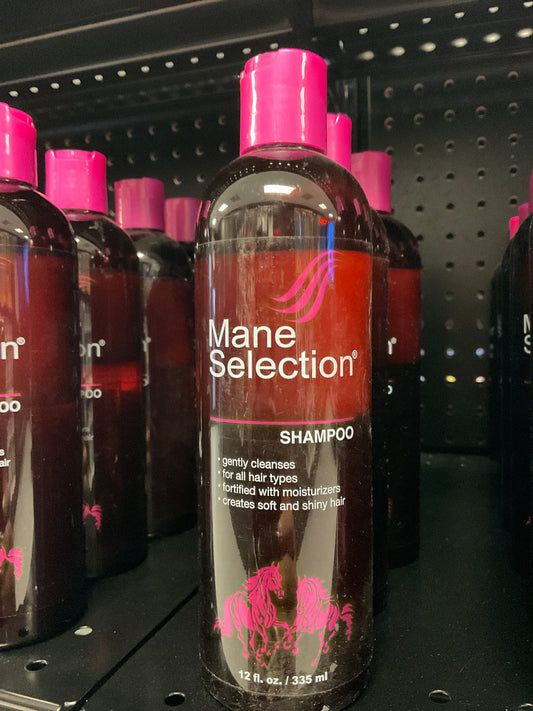 Mane
Selection®
SHAMPOO
• gently cleanses
• for all hair types
• fortified with moisturizers
• creates soft and shiny hair
12 fl. oz. / 335 ml